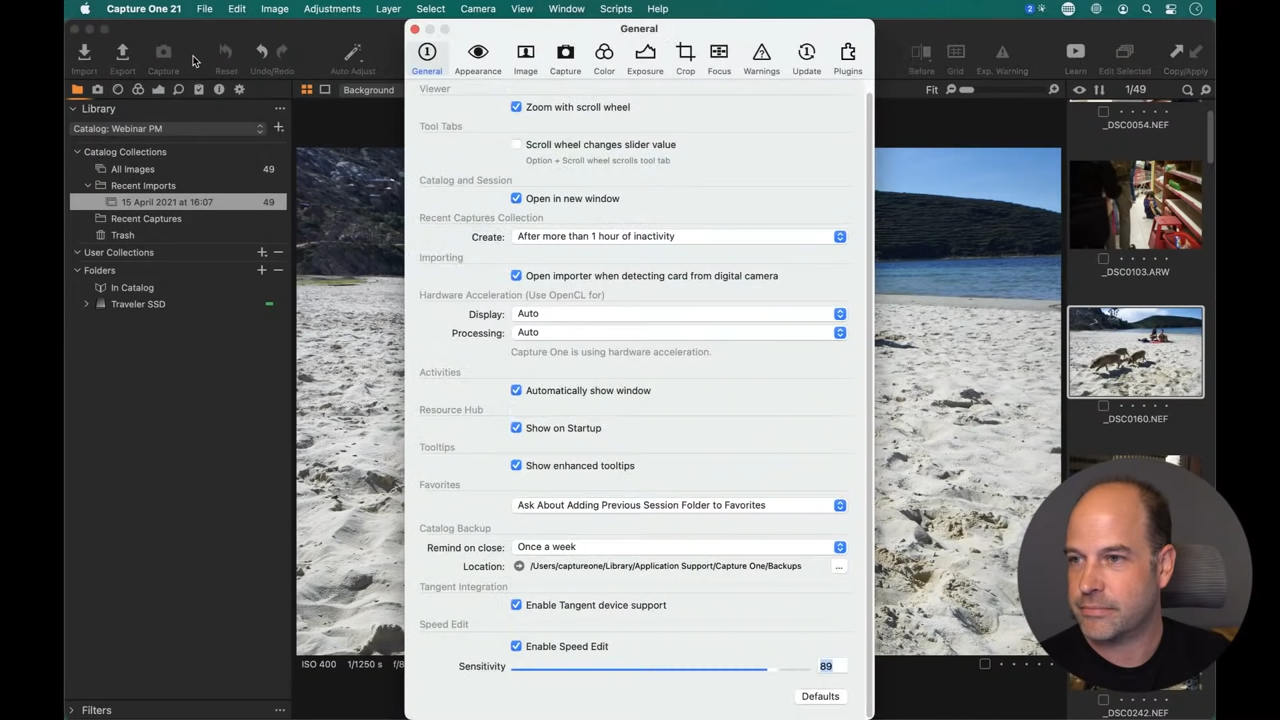 Capture One 21 File Edit Image Adjustments Layer Select Camera View Window Scripts Help 2
General
Import Export Capture Reset Undo/Redo Auto Adjust
General Appearance Image Capture Color Exposure Crop Focus Warnings Update Plugins
Before Grid Exp. Warning Learn Edit Selected Copy/Apply
Background
Fit
1/49
Library
Catalog: Webinar PM
Catalog Collections
All Images 49
Recent Imports
15 April 2021 at 16:07 49
Recent Captures
Trash
User Collections
Folders
In Catalog
Traveler SSD
Filters
Viewer
Zoom with scroll wheel
Tool Tabs
Scroll wheel changes slider value
Option + Scroll wheel scrolls tool tab
Catalog and Session
Open in new window
Recent Captures Collection
Create: After more than 1 hour of inactivity
Importing
Open importer when detecting card from digital camera
Hardware Acceleration (Use OpenCL for)
Display: Auto
Processing: Auto
Capture One is using hardware acceleration.
Activities
Automatically show window
Resource Hub
Show on Startup
Tooltips
Show enhanced tooltips
Favorites
Ask About Adding Previous Session Folder to Favorites
Catalog Backup
Remind on close: Once a week
Location: /Users/captureone/Library/Application Support/Capture One/Backups ...
Tangent Integration
Enable Tangent device support
Speed Edit
Enable Speed Edit
Sensitivity 89
Defaults
ISO 400 1/1250 s f/8
_DSC0054.NEF
_DSC0103.ARW
_DSC0160.NEF
_DSC0242.NEF